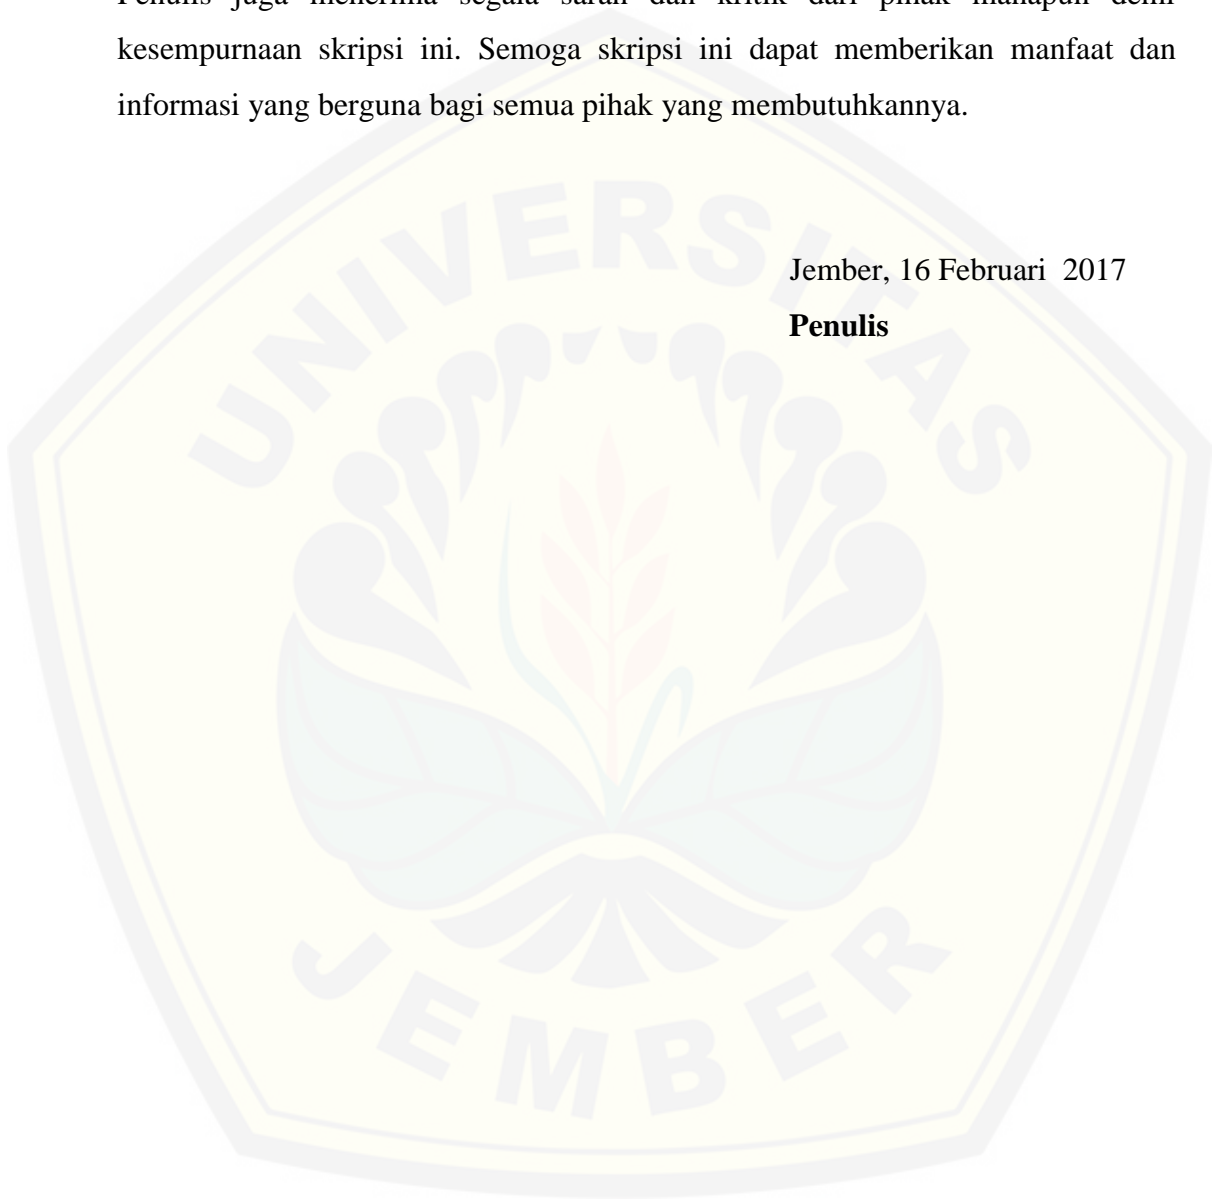 Penulis juga menerima segala saran dan kritik dari pihak manapun demi
kesempurnaan skripsi ini. Semoga skripsi ini dapat memberikan manfaat dan
informasi yang berguna bagi semua pihak yang membutuhkannya.
UNIVERSITAS
Jember, 16 Februari 2017
Penulis
JEMBER